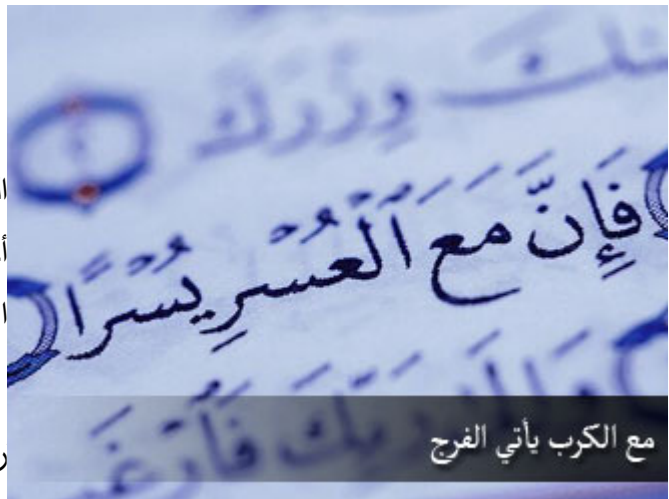 وِزْرَكَ
فَإِنَّ مَعَ ٱلْعُسْرِ يُسْرًا
وَإِلَىٰ رَبِّكَ
مع الكرب يأتي الفرج